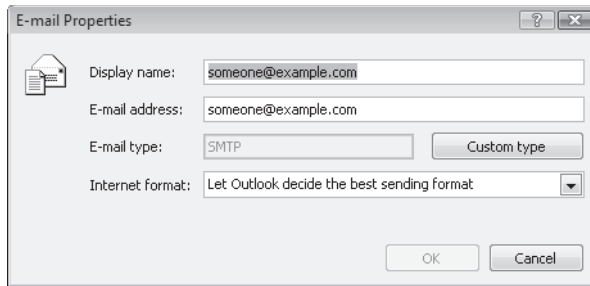 E-mail Properties
Display name: someone@example.com
E-mail address: someone@example.com
E-mail type: SMTP Custom type
Internet format: Let Outlook decide the best sending format
OK Cancel